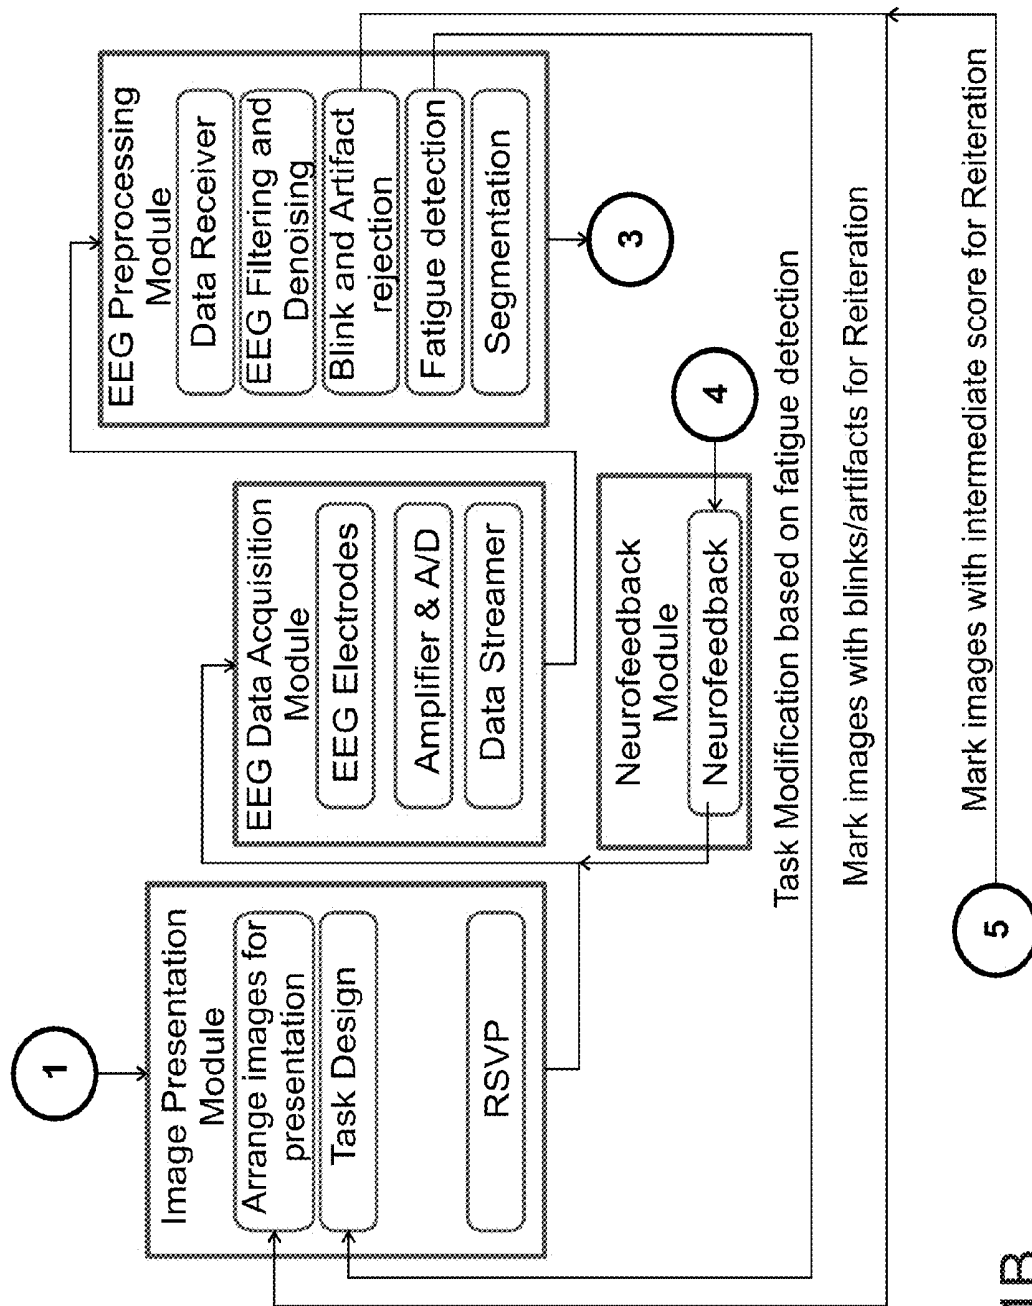 1
Image Presentation
Module
Arrange images for
presentation
Task Design
RSVP
EEG Data Acquisition
Module
EEG Electrodes
Amplifier & A/D
Data Streamer
EEG Preprocessing
Module
Data Receiver
EEG Filtering and
Denoising
Blink and Artifact
rejection
Fatigue detection
Segmentation
3
Neurofeedback
Module
Neurofeedback
4
Task Modification based on fatigue detection
Mark images with blinks/artifacts for Reiteration
5
Mark images with intermediate score for Reiteration